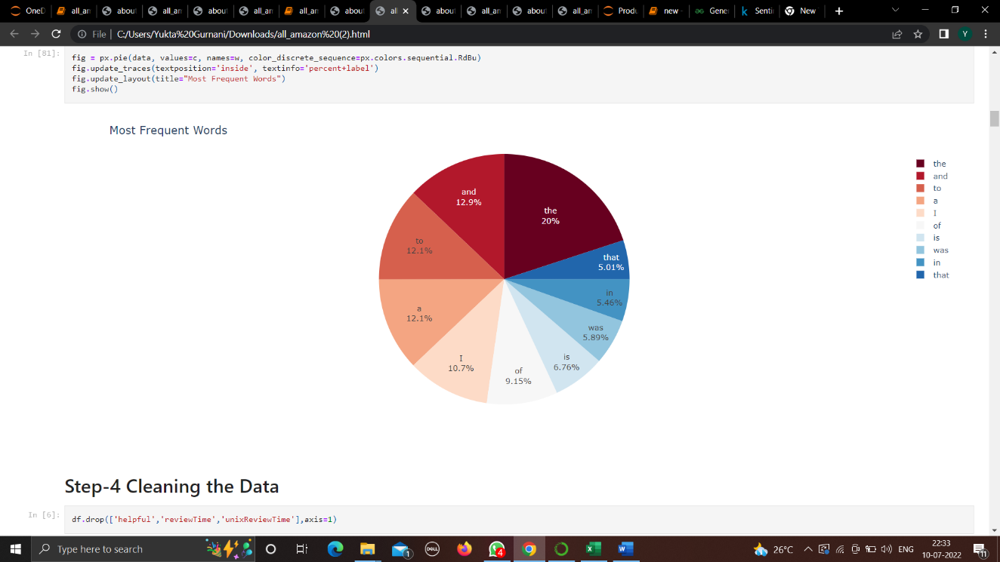 OneD
all_an
about
all_an
about
all_an
all_an
about
all
about
all_an
about
all_an
Produ
new
Gene
Senti
New
File | C:/Users/Yukta%20Gurnani/Downloads/all_amazon%20(2).html
Y
In [81]:
fig = px.pie(data, values=c, names=w, color_discrete_sequence=px.colors.sequential.RdBu)
fig.update_traces(textposition='inside', textinfo='percent+label')
fig.update_layout(title="Most Frequent Words")
fig.show()
Most Frequent Words
and
12.9%
the
20%
to
12.1%
that
5.01%
in
5.46%
a
12.1%
was
5.89%
I
10.7%
is
6.76%
of
9.15%
the
and
to
a
I
of
is
was
in
that
Step-4 Cleaning the Data
In [6]:
df.drop(['helpful','reviewTime','unixReviewTime'],axis=1)
Type here to search
1
DELL
4
26°C
ENG
22:33
10-07-2022
11